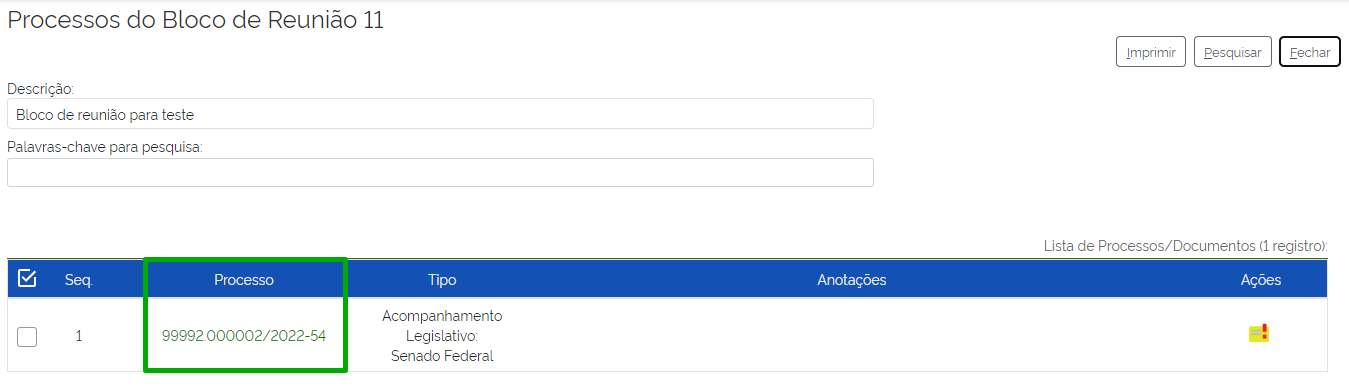 Processos do Bloco de Reunião 11
Imprimir Pesquisar Fechar
Descrição:
Bloco de reunião para teste
Palavras-chave para pesquisa:
Lista de Processos/Documentos (1 registro):
Seq. Processo Tipo Anotações Ações
1 99992.000002/2022-54 Acompanhamento
Legislativo:
Senado Federal